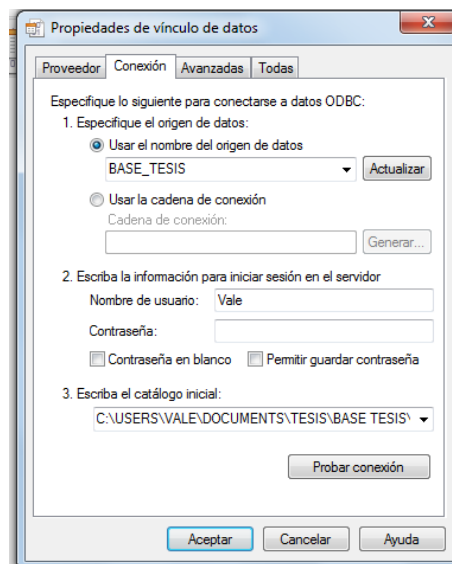 Propiedades de vínculo de datos
Proveedor Conexión Avanzadas Todas
Especifique lo siguiente para conectarse a datos ODBC:
1. Especifique el origen de datos:
Usar el nombre del origen de datos
BASE_TESIS Actualizar
Usar la cadena de conexión
Cadena de conexión:
Generar...
2. Escriba la información para iniciar sesión en el servidor
Nombre de usuario: Vale
Contraseña:
Contraseña en blanco Permitir guardar contraseña
3. Escriba el catálogo inicial:
C:\USERS\VALE\DOCUMENTS\TESIS\BASE TESIS\
Probar conexión
Aceptar Cancelar Ayuda